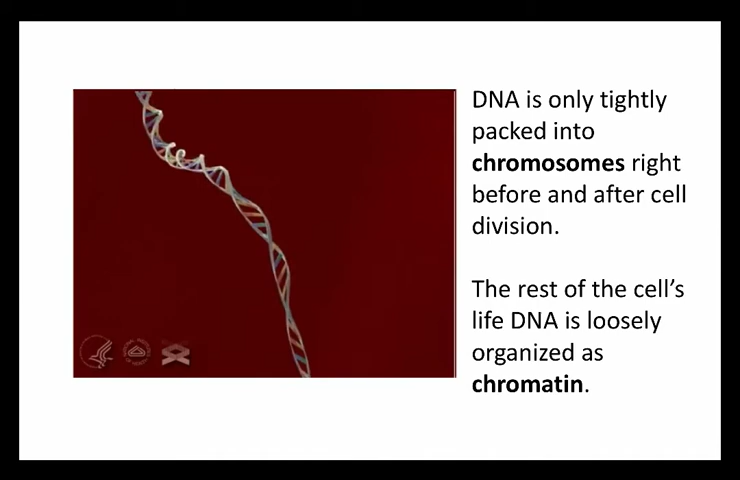 DNA is only tightly
packed into
chromosomes right
before and after cell
division.
The rest of the cell's
life DNA is loosely
organized as
chromatin.